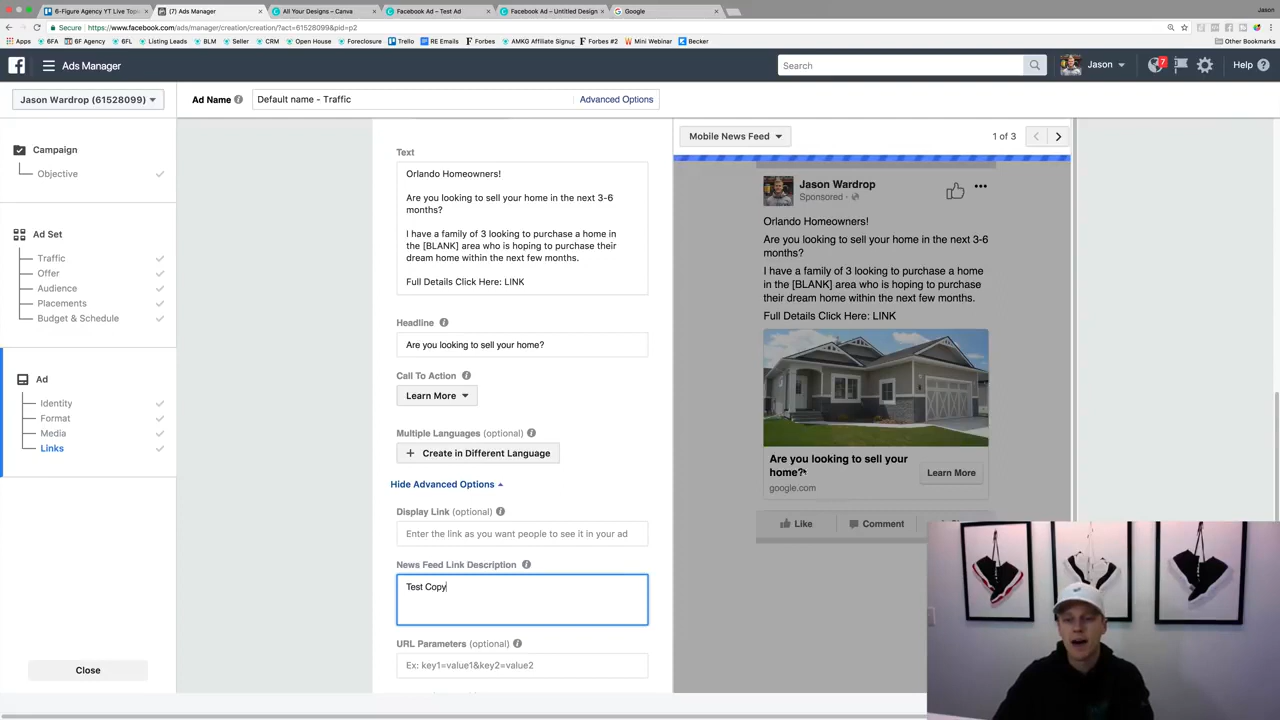 6-Figure Agency YT Live Topi
(7) Ads Manager
All Your Designs – Canva
Facebook Ad – Test Ad
Facebook Ad – Untitled Design
Google
Jason
Secure
https://www.facebook.com/ads/manager/creation/creation/?act=61528099&pid=p2
Apps
6FA
6F Agency
6FL
Listing Leads
BLM
Seller
CRM
Open House
Foreclosure
Trello
RE Emails
Forbes
AMKG Affiliate Signup
Forbes #2
Mini Webinar
Becker
Other Bookmarks
Ads Manager
Search
Jason
7
Help
Jason Wardrop (61528099)
Ad Name
Default name - Traffic
Advanced Options
Campaign
Objective
Ad Set
Traffic
Offer
Audience
Placements
Budget & Schedule
Ad
Identity
Format
Media
Links
Close
Text
Orlando Homeowners!
Are you looking to sell your home in the next 3-6
months?
I have a family of 3 looking to purchase a home in
the [BLANK] area who is hoping to purchase their
dream home within the next few months.
Full Details Click Here: LINK
Headline
Are you looking to sell your home?
Call To Action
Learn More
Multiple Languages (optional)
+ Create in Different Language
Hide Advanced Options
Display Link (optional)
Enter the link as you want people to see it in your ad
News Feed Link Description
Test Copy
URL Parameters (optional)
Ex: key1=value1&key2=value2
Mobile News Feed
1 of 3
Jason Wardrop
Sponsored
Orlando Homeowners!
Are you looking to sell your home in the next 3-6
months?
I have a family of 3 looking to purchase a home
in the [BLANK] area who is hoping to purchase
their dream home within the next few months.
Full Details Click Here: LINK
Are you looking to sell your
home?
Learn More
google.com
Like
Comment